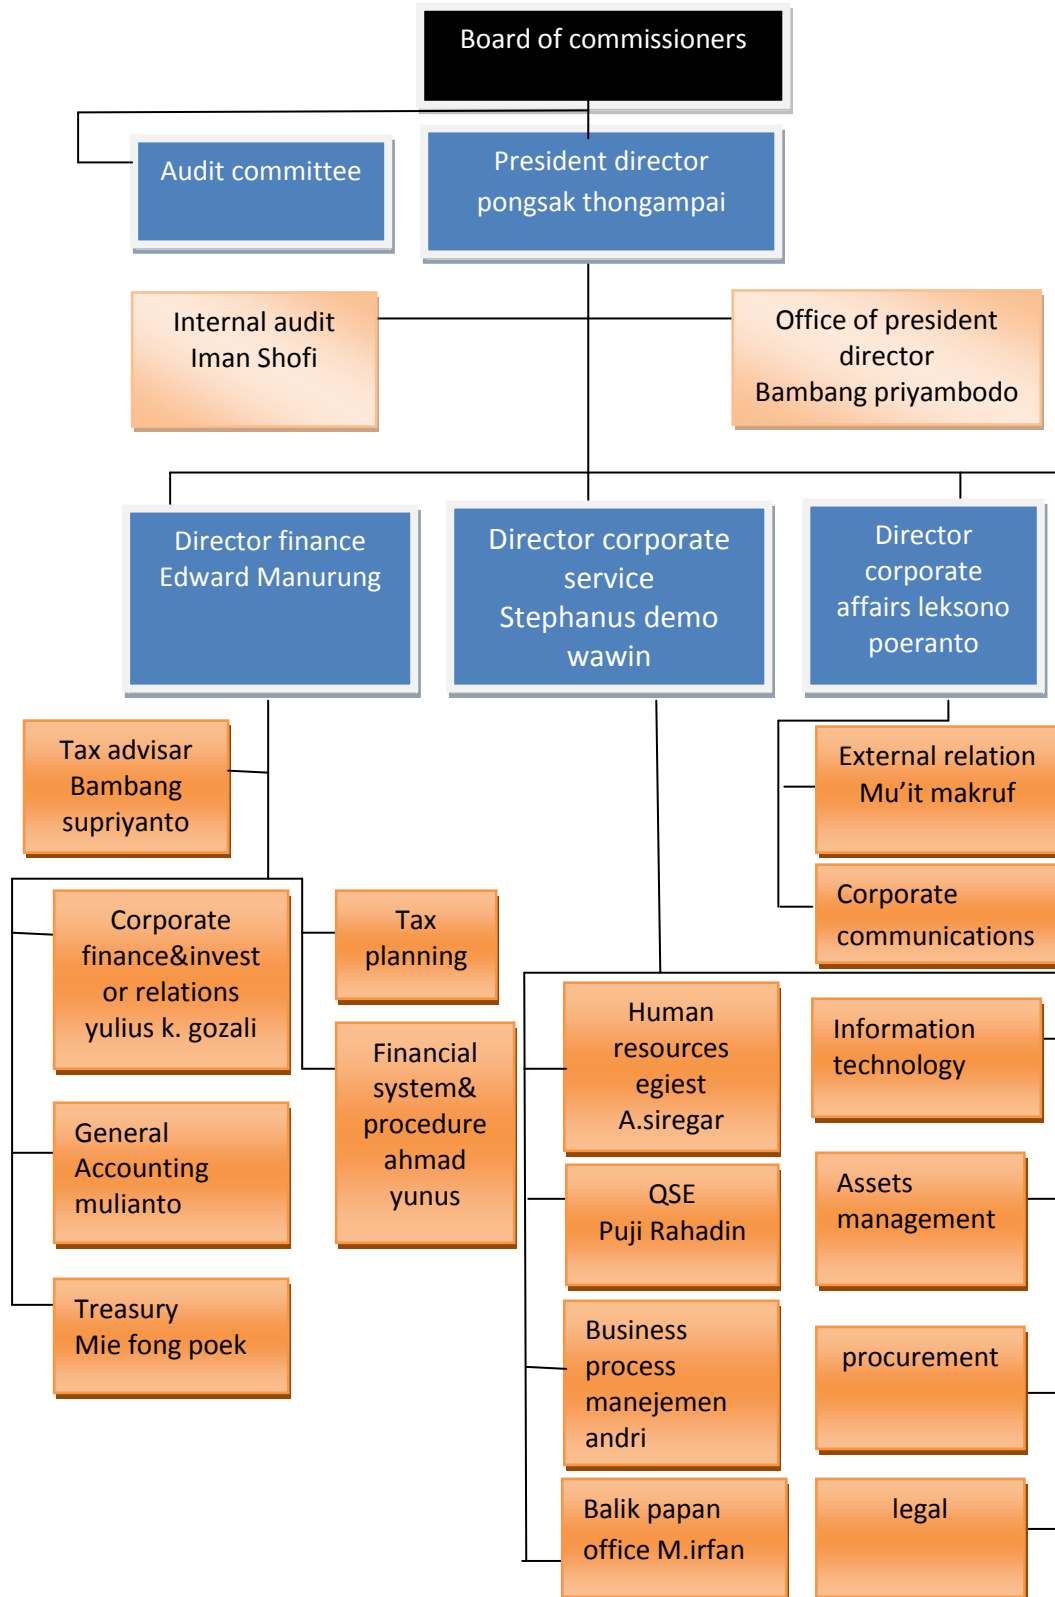 Board of commissioners
Audit committee
President director
pongsak thongampai
Internal audit
Iman Shofi
Office of president
director
Bambang priyambodo
Director finance
Edward Manurung
Director corporate
service
Stephanus demo
wawin
Director
corporate
affairs leksono
poeranto
Tax advisar
Bambang
supriyanto
External relation
Mu’it makruf
Corporate
communications
Corporate
finance&invest
or relations
yulius k. gozali
Tax
planning
General
Accounting
mulianto
Financial
system&
procedure
ahmad
yunus
Treasury
Mie fong poek
Human
resources
egiest
A.siregar
Information
technology
QSE
Puji Rahadin
Assets
management
Business
process
manejemen
andri
procurement
Balik papan
office M.irfan
legal